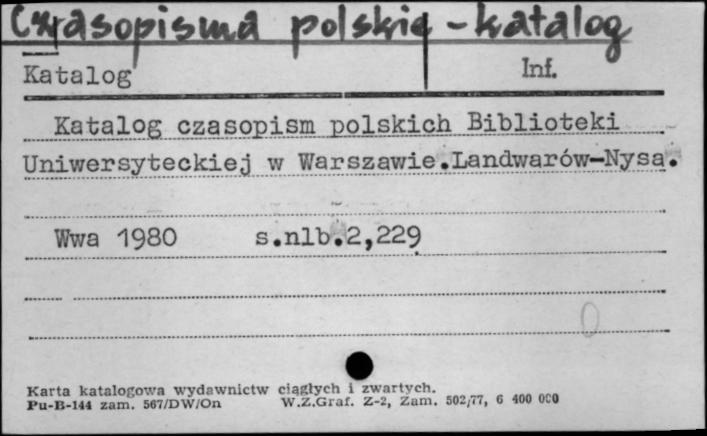 Czasopisma polskie - katalog
Katalog Inf.
Katalog czasopism polskich Biblioteki
Uniwersyteckiej w Warszawie.Landwarów-Nysa.
Wwa 1980 s.nlb.2,229
0
Karta katalogowa wydawnictw ciągłych i zwartych.
Pu-B-144 zam. 567/DW/On W.Z.Graf. Z-2, Zam. 502/77, 6 400 000